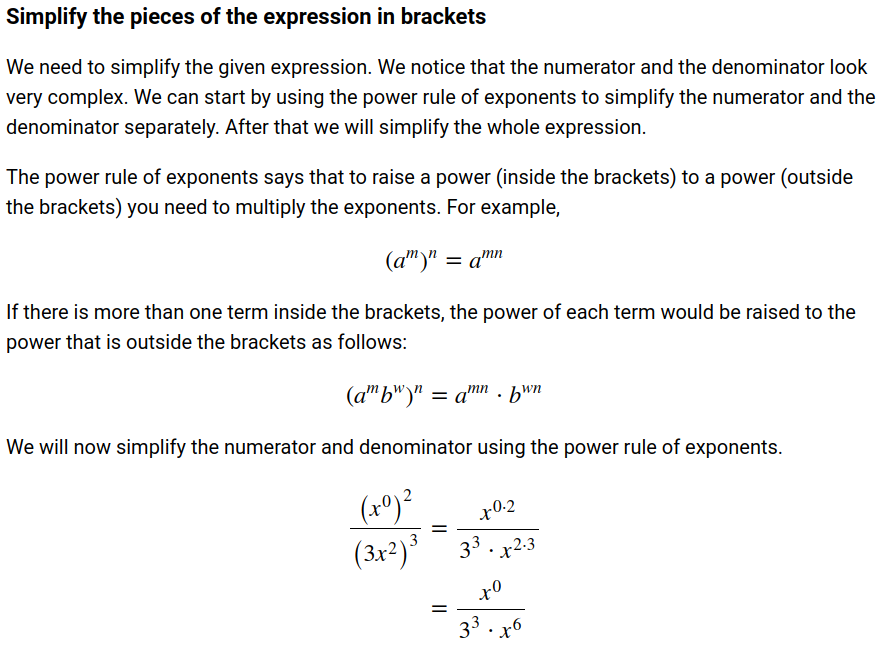 Simplify the pieces of the expression in brackets
We need to simplify the given expression. We notice that the numerator and the denominator look
very complex. We can start by using the power rule of exponents to simplify the numerator and the
denominator separately. After that we will simplify the whole expression.
The power rule of exponents says that to raise a power (inside the brackets) to a power (outside
the brackets) you need to multiply the exponents. For example,
(a^m)^n = a^{mn}
If there is more than one term inside the brackets, the power of each term would be raised to the
power that is outside the brackets as follows:
(a^m b^w)^n = a^{mn} · b^{wn}
We will now simplify the numerator and denominator using the power rule of exponents.
\frac{(x^0)^2}{(3x^2)^3} = \frac{x^{0·2}}{3^3 · x^{2·3}}
= \frac{x^0}{3^3 · x^6}